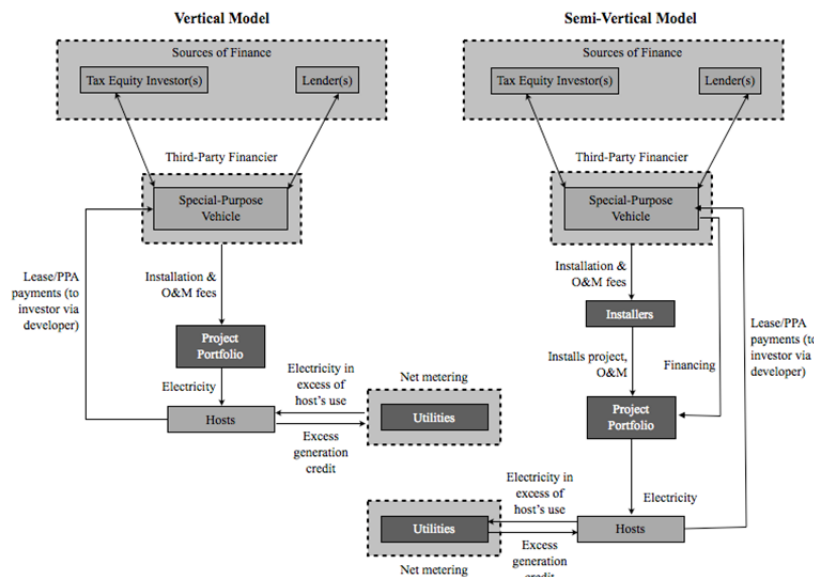 Vertical Model
Sources of Finance
Tax Equity Investor(s)
Lender(s)
Third-Party Financier
Special-Purpose
Vehicle
Lease/PPA
payments (to
investor via
developer)
Installation &
O&M fees
Project
Portfolio
Electricity
Hosts
Electricity in
excess of
host's use
Excess
generation
credit
Net metering
Utilities
Semi-Vertical Model
Sources of Finance
Tax Equity Investor(s)
Lender(s)
Third-Party Financier
Special-Purpose
Vehicle
Installation &
O&M fees
Installers
Installs project,
O&M
Financing
Lease/PPA
payments (to
investor via
developer)
Project
Portfolio
Electricity
Electricity in
excess of
host's use
Utilities
Hosts
Excess
generation
credit
Net metering